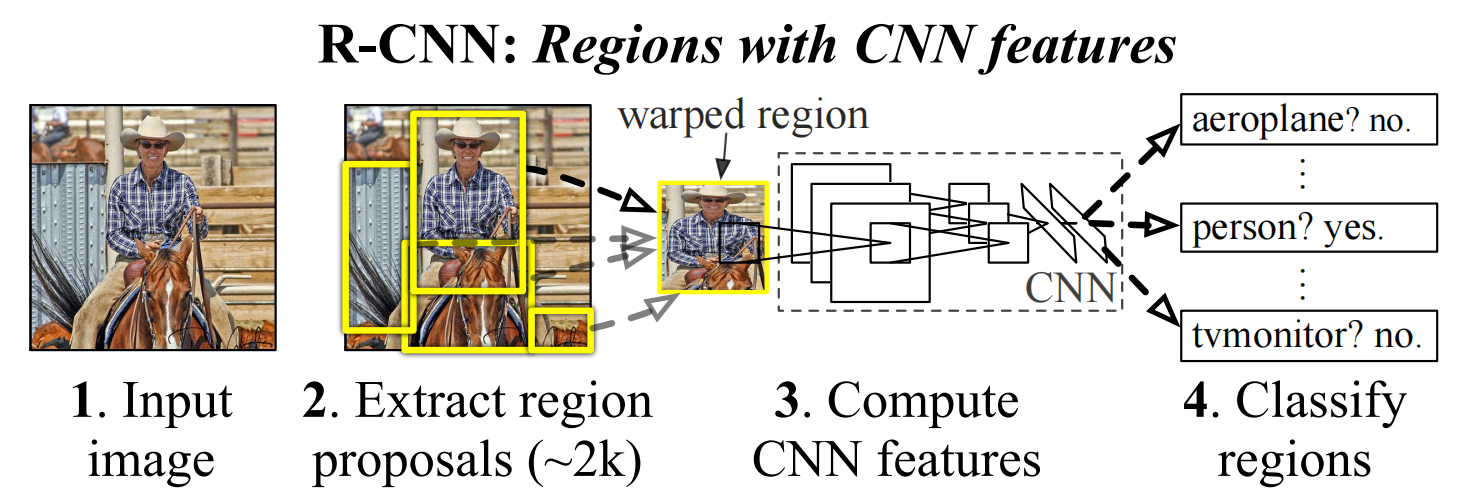 R-CNN: Regions with CNN features
warped region
aeroplane? no.
person? yes.
tvmonitor? no.
CNN
1. Input
image
2. Extract region
proposals (~2k)
3. Compute
CNN features
4. Classify
regions